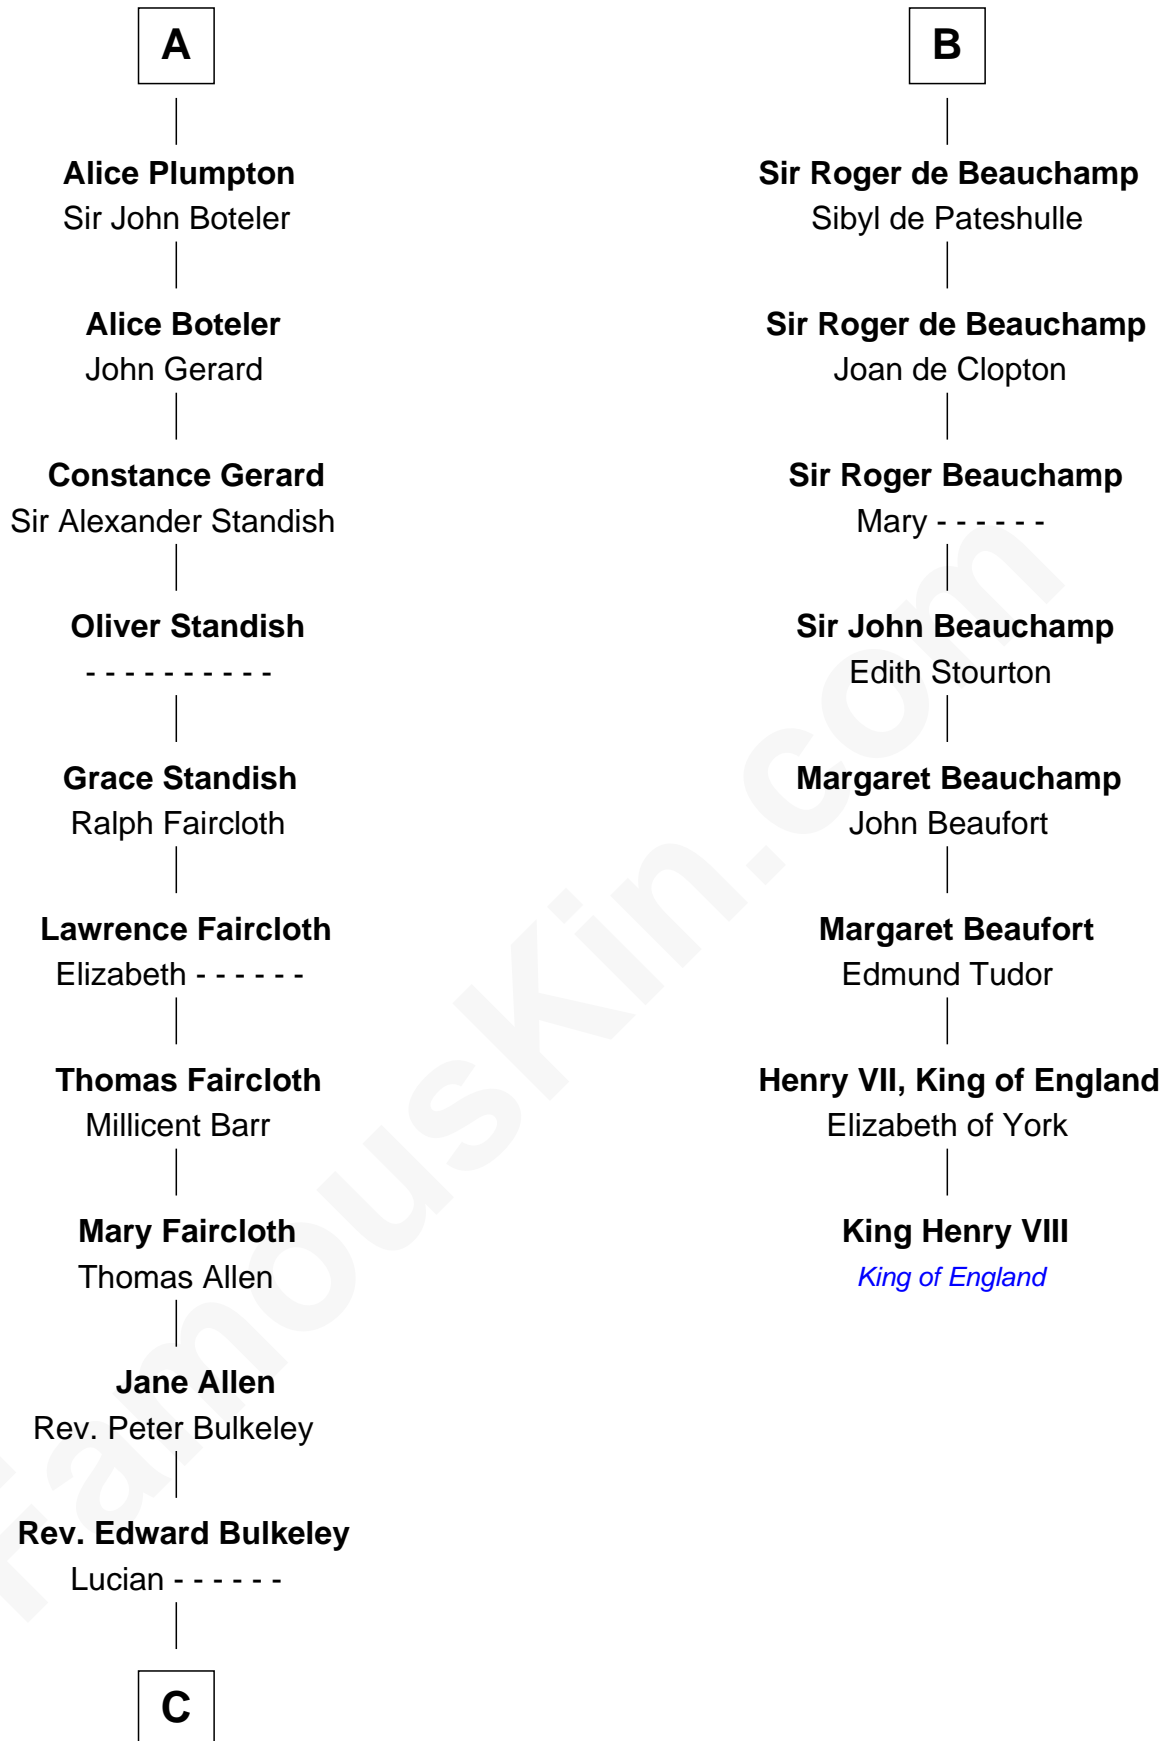 A
Alice Plumpton
Sir John Boteler
Alice Boteler
John Gerard
Constance Gerard
Sir Alexander Standish
Oliver Standish
- - - - - - - - - -
Grace Standish
Ralph Faircloth
Lawrence Faircloth
Elizabeth - - - - - -
Thomas Faircloth
Millicent Barr
Mary Faircloth
Thomas Allen
Jane Allen
Rev. Peter Bulkeley
Rev. Edward Bulkeley
Lucian - - - - - -
C
B
Sir Roger de Beauchamp
Sibyl de Pateshulle
Sir Roger de Beauchamp
Joan de Clopton
Sir Roger Beauchamp
Mary - - - - - -
Sir John Beauchamp
Edith Stourton
Margaret Beauchamp
John Beaufort
Margaret Beaufort
Edmund Tudor
Henry VII, King of England
Elizabeth of York
King Henry VIII
King of England
FamousKin.com